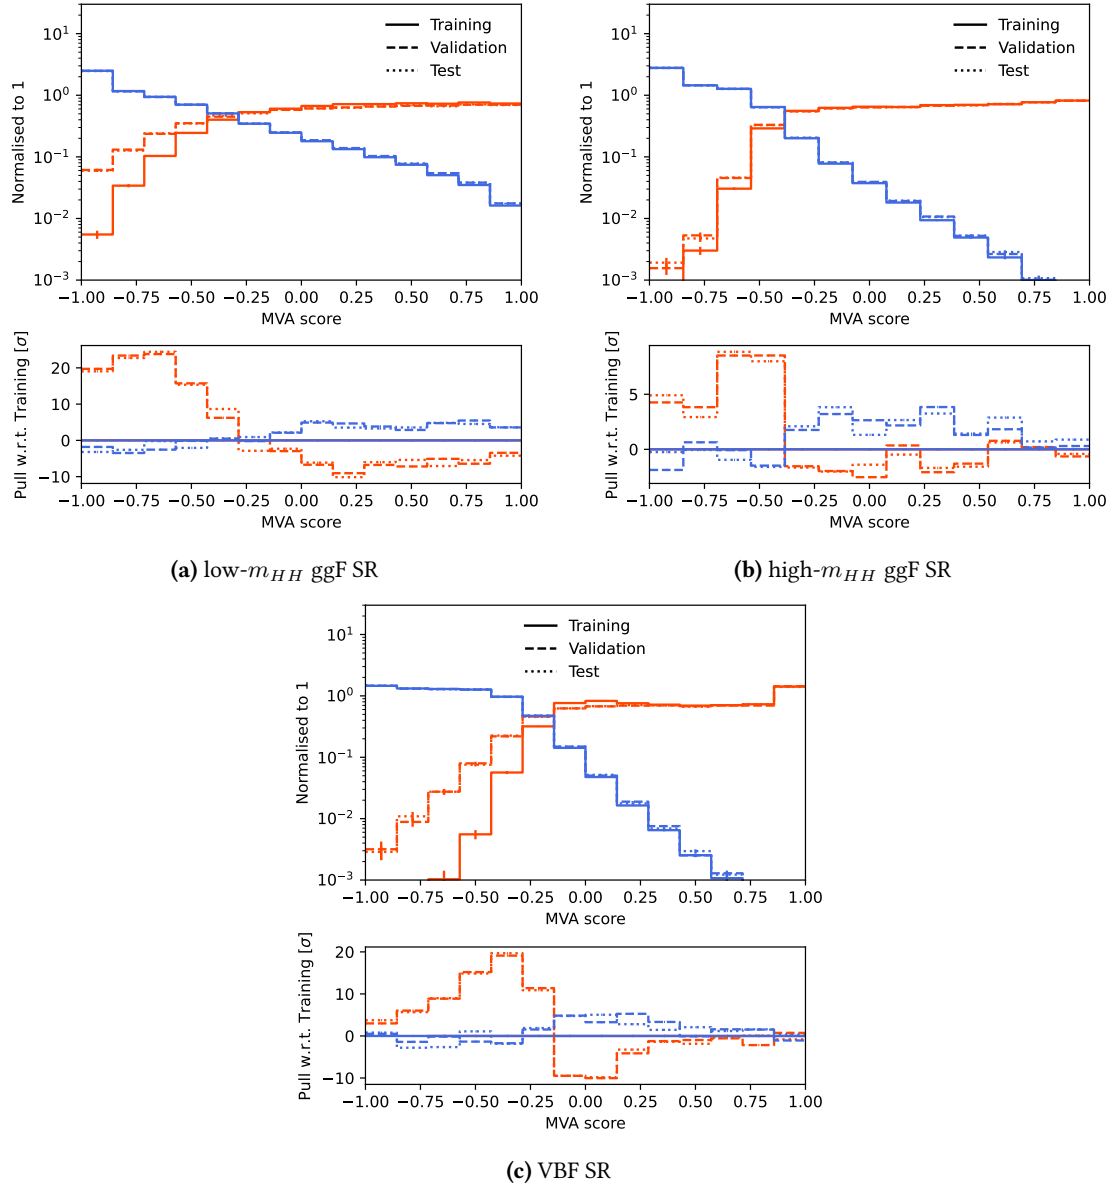 Normalised to 1
10¹
10⁰
10⁻¹
10⁻²
10⁻³
Training
Validation
Test
−1.00 −0.75 −0.50 −0.25 0.00 0.25 0.50 0.75 1.00
MVA score
Pull w.r.t. Training [σ]
20
10
0
−10
−1.00 −0.75 −0.50 −0.25 0.00 0.25 0.50 0.75 1.00
MVA score
(a) low-m_{HH} ggF SR
Normalised to 1
10¹
10⁰
10⁻¹
10⁻²
10⁻³
Training
Validation
Test
−1.00 −0.75 −0.50 −0.25 0.00 0.25 0.50 0.75 1.00
MVA score
Pull w.r.t. Training [σ]
5
0
−1.00 −0.75 −0.50 −0.25 0.00 0.25 0.50 0.75 1.00
MVA score
(b) high-m_{HH} ggF SR
Normalised to 1
10¹
10⁰
10⁻¹
10⁻²
10⁻³
Training
Validation
Test
−1.00 −0.75 −0.50 −0.25 0.00 0.25 0.50 0.75 1.00
MVA score
Pull w.r.t. Training [σ]
20
10
0
−10
−1.00 −0.75 −0.50 −0.25 0.00 0.25 0.50 0.75 1.00
MVA score
(c) VBF SR